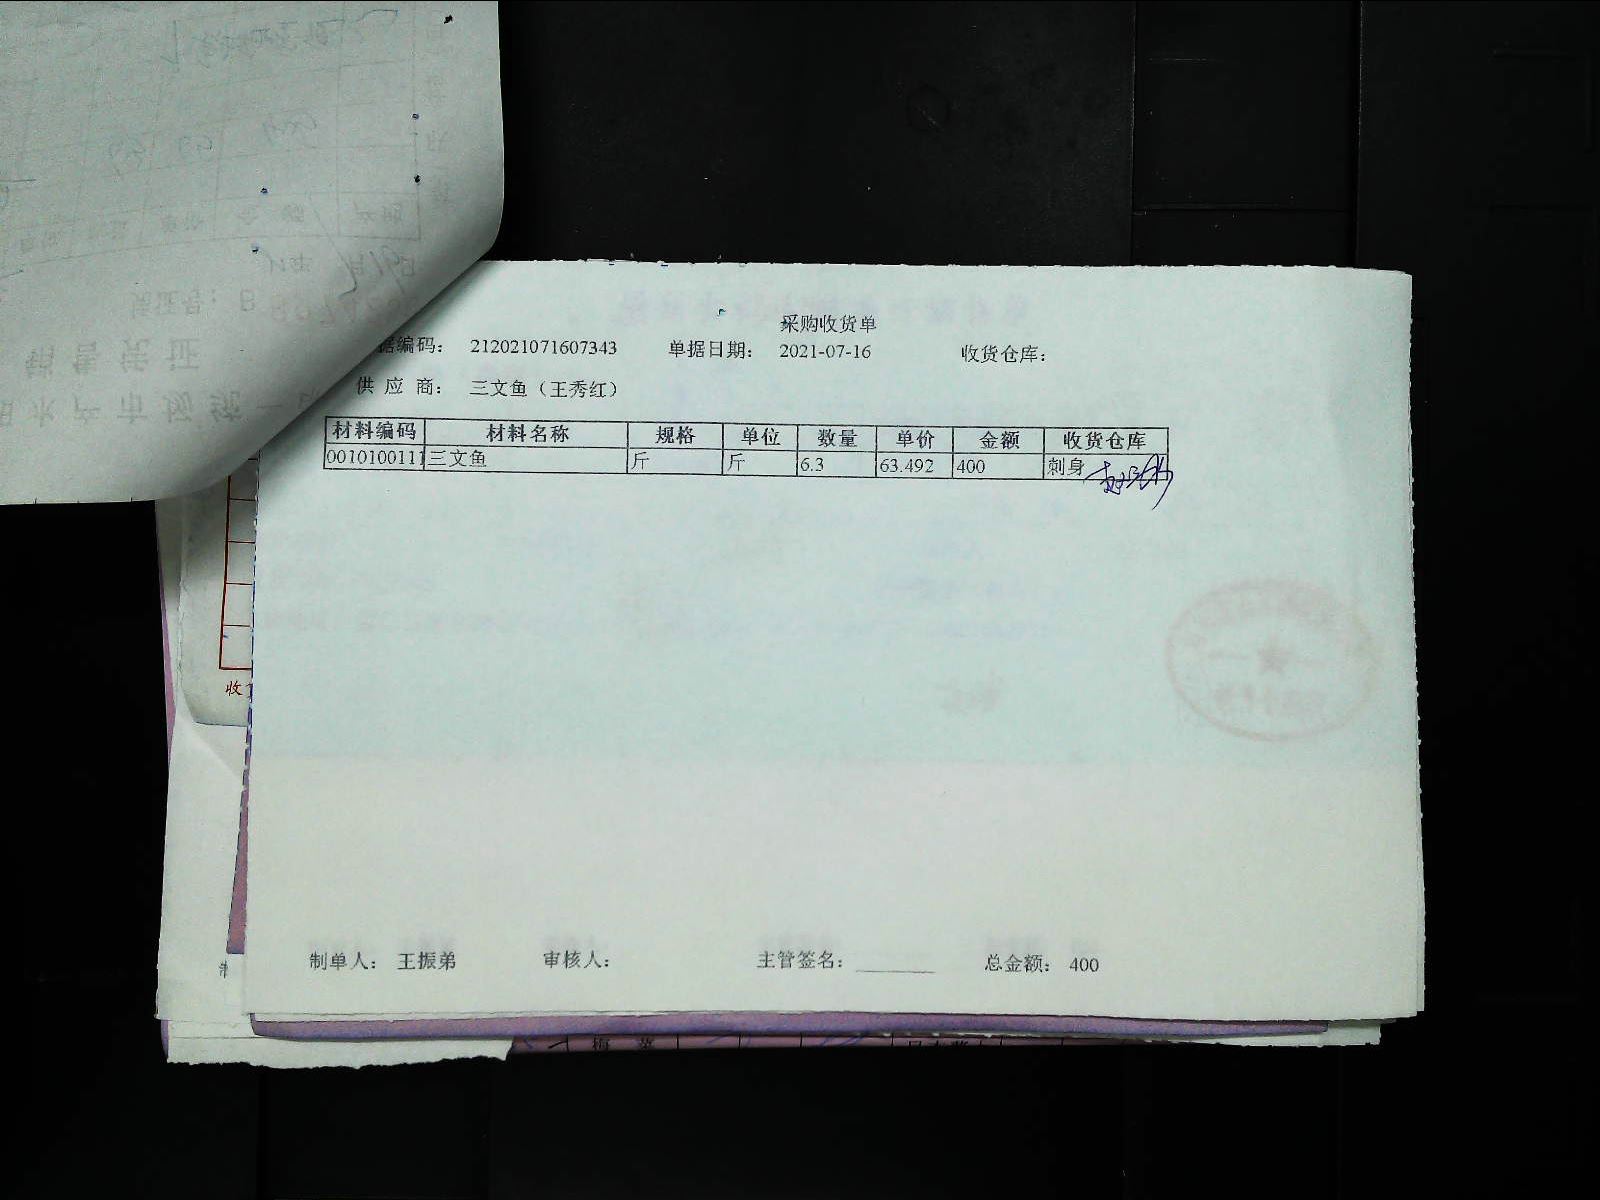 采购收货单
据编码： 212021071607343 单据日期： 2021-07-16 收货仓库：
供 应 商： 三文鱼（王秀红）
材料编码 材料名称 规格 单位 数量 单价 金额 收货仓库
0010100111 三文鱼 斤 斤 6.3 63.492 400 刺身
收
制
制单人： 王振弟 审核人： 主管签名： 总金额： 400